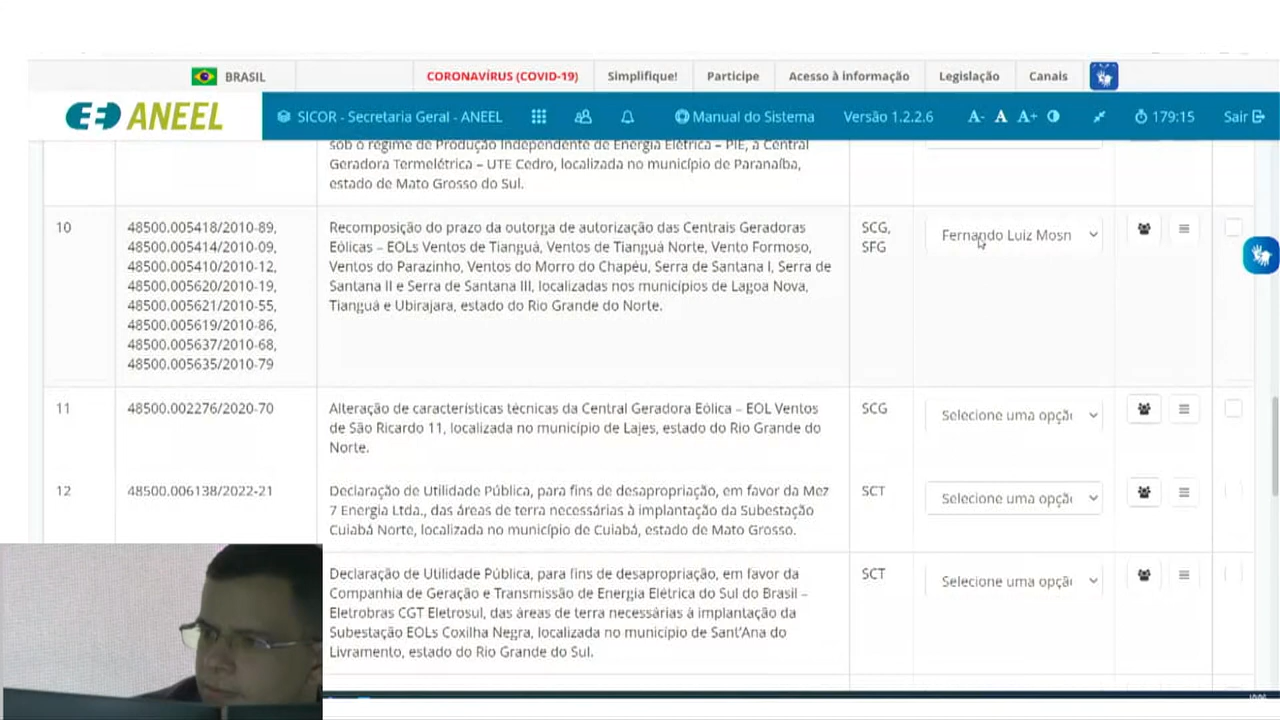 BRASIL
CORONAVÍRUS (COVID-19)
Simplifique!
Participe
Acesso à informação
Legislação
Canais
ANEEL
SICOR - Secretaria Geral - ANEEL
Manual do Sistema
Versão 1.2.2.6
A-
A
A+
179:15
Sair
sob o regime de Produção Independente de Energia Elétrica – PIE, a Central
Geradora Termelétrica – UTE Cedro, localizada no município de Paranaíba,
estado de Mato Grosso do Sul.
10
48500.005418/2010-89,
48500.005414/2010-09,
48500.005410/2010-12,
48500.005620/2010-19,
48500.005621/2010-55,
48500.005619/2010-86,
48500.005637/2010-68,
48500.005635/2010-79
Recomposição do prazo da outorga de autorização das Centrais Geradoras
Eólicas – EOLs Ventos de Tianguá, Ventos de Tianguá Norte, Vento Formoso,
Ventos do Parazinho, Ventos do Morro do Chapéu, Serra de Santana I, Serra de
Santana II e Serra de Santana III, localizadas nos municípios de Lagoa Nova,
Tianguá e Ubirajara, estado do Rio Grande do Norte.
SCG,
SFG
Fernando Luiz Mosn
11
48500.002276/2020-70
Alteração de características técnicas da Central Geradora Eólica – EOL Ventos
de São Ricardo 11, localizada no município de Lajes, estado do Rio Grande do
Norte.
SCG
Selecione uma opçã
12
48500.006138/2022-21
Declaração de Utilidade Pública, para fins de desapropriação, em favor da Mez
7 Energia Ltda., das áreas de terra necessárias à implantação da Subestação
Cuiabá Norte, localizada no município de Cuiabá, estado de Mato Grosso.
SCT
Selecione uma opçã
Declaração de Utilidade Pública, para fins de desapropriação, em favor da
Companhia de Geração e Transmissão de Energia Elétrica do Sul do Brasil –
Eletrobras CGT Eletrosul, das áreas de terra necessárias à implantação da
Subestação EOLs Coxilha Negra, localizada no município de Sant'Ana do
Livramento, estado do Rio Grande do Sul.
SCT
Selecione uma opçã